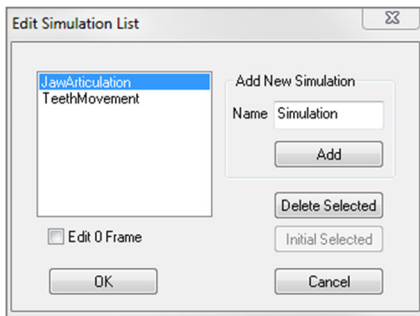 Edit Simulation List
JawArticulation
TeethMovement
Add New Simulation
Name Simulation
Add
Delete Selected
Edit 0 Frame
Initial Selected
OK
Cancel